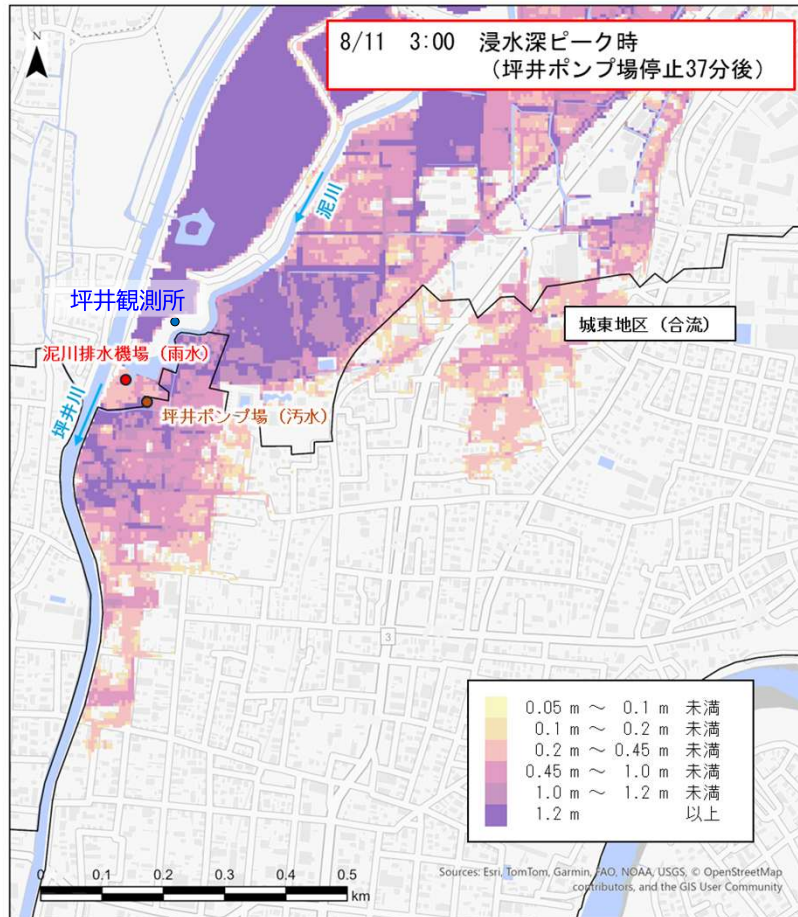 N
8/11 3:00 浸水深ピーク時
(坪井ポンプ場停止37分後)
泥川
坪井観測所
城東地区(合流)
泥川排水機場(雨水)
坪井川
坪井ポンプ場(汚水)
3
0.05 m ～ 0.1 m 未満
0.1 m ～ 0.2 m 未満
0.2 m ～ 0.45 m 未満
0.45 m ～ 1.0 m 未満
1.0 m ～ 1.2 m 未満
1.2 m 以上
0 0.1 0.2 0.3 0.4 0.5
km
Sources: Esri, TomTom, Garmin, FAO, NOAA, USGS, © OpenStreetMap
contributors, and the GIS User Community